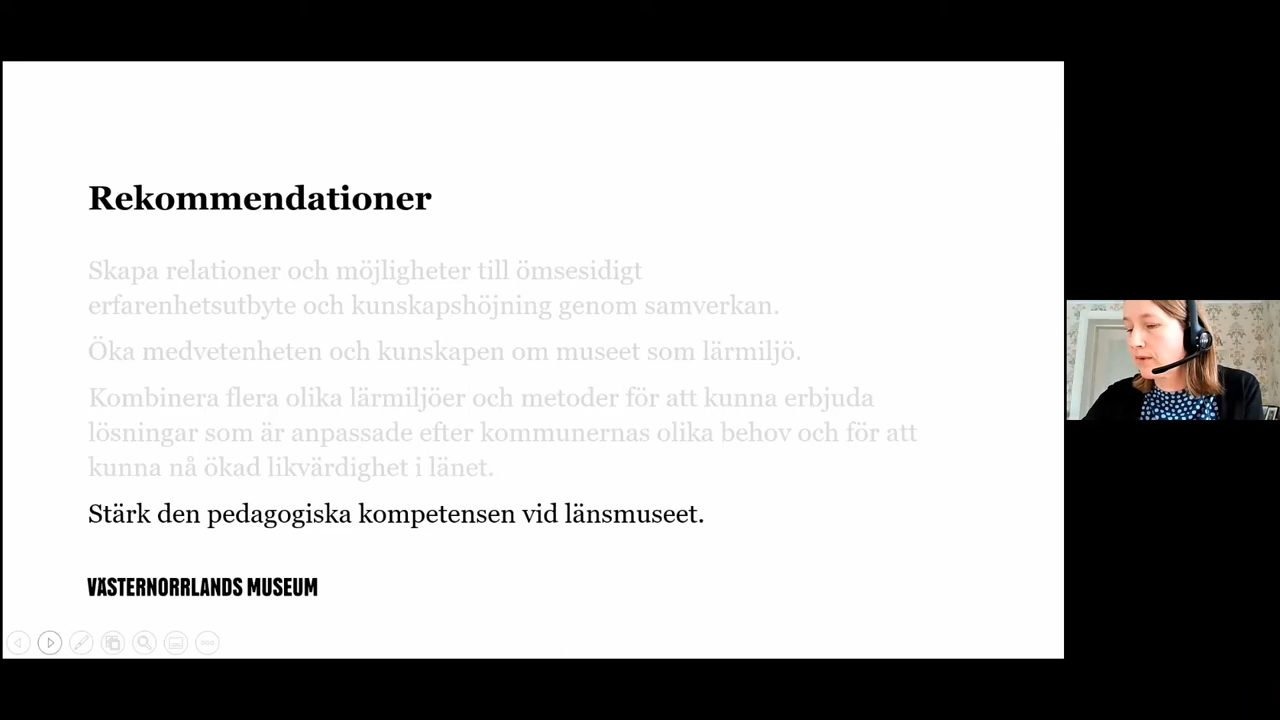 Rekommendationer
Skapa relationer och möjligheter till ömsesidigt
erfarenhetsutbyte och kunskapshöjning genom samverkan.
Öka medvetenheten och kunskapen om museet som lärmiljö.
Kombinera flera olika lärmiljöer och metoder för att kunna erbjuda
lösningar som är anpassade efter kommunernas olika behov och för att
kunna nå ökad likvärdighet i länet.
Stärk den pedagogiska kompetensen vid länsmuseet.
VÄSTERNORRLANDS MUSEUM